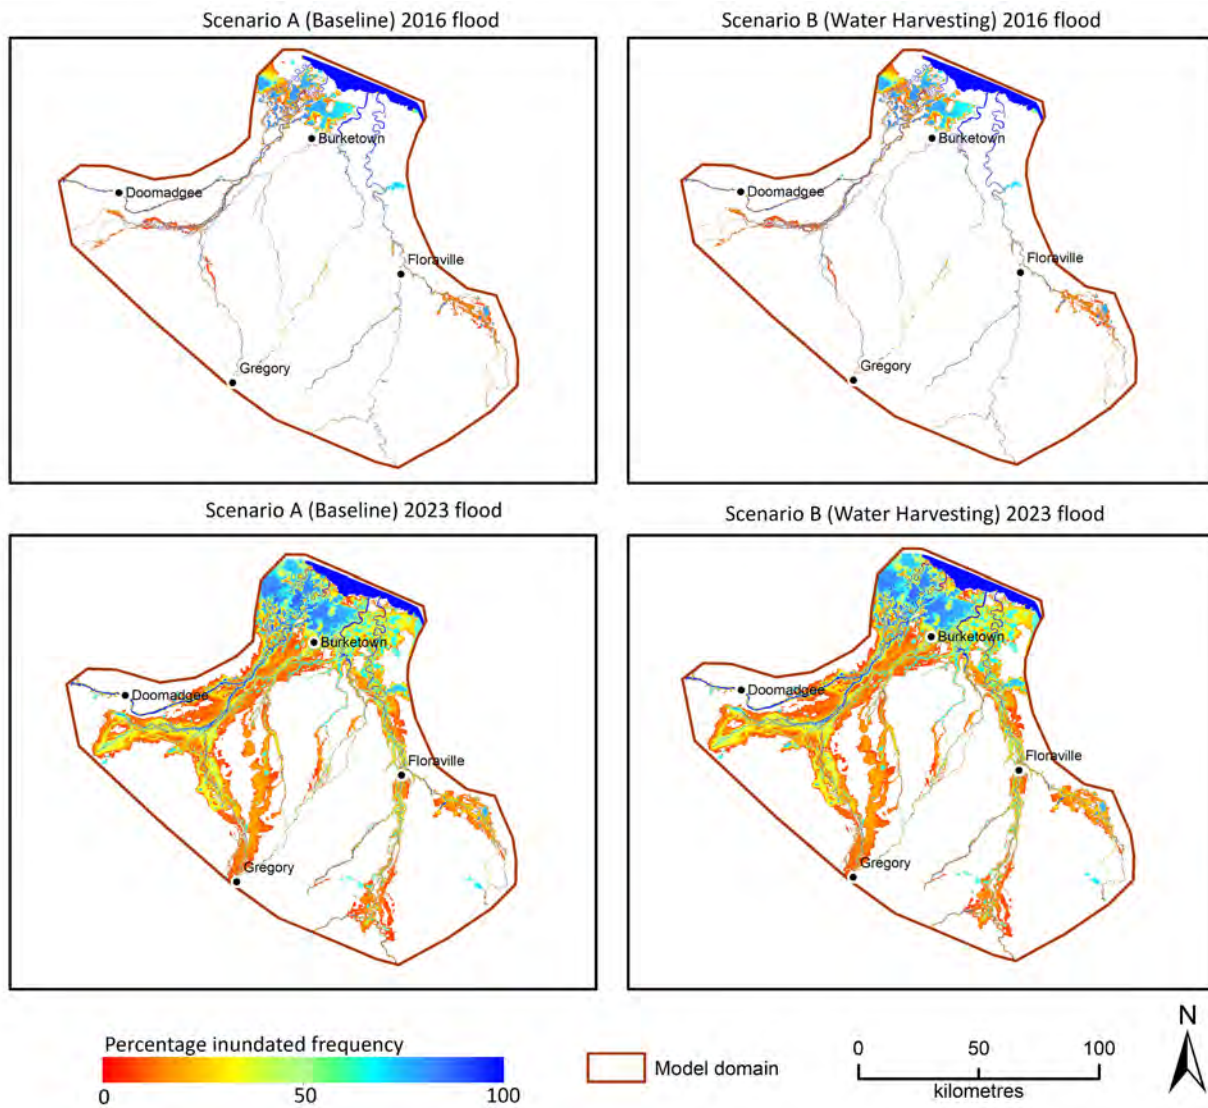 Scenario A (Baseline) 2016 flood
Scenario B (Water Harvesting) 2016 flood
Burketown
Doomadgee
Floraville
Gregory
Burketown
Doomadgee
Floraville
Gregory
Scenario A (Baseline) 2023 flood
Scenario B (Water Harvesting) 2023 flood
Burketown
Doomadgee
Floraville
Gregory
Burketown
Doomadgee
Floraville
Gregory
Percentage inundated frequency
0 50 100
Model domain
0 50 100
kilometres
N